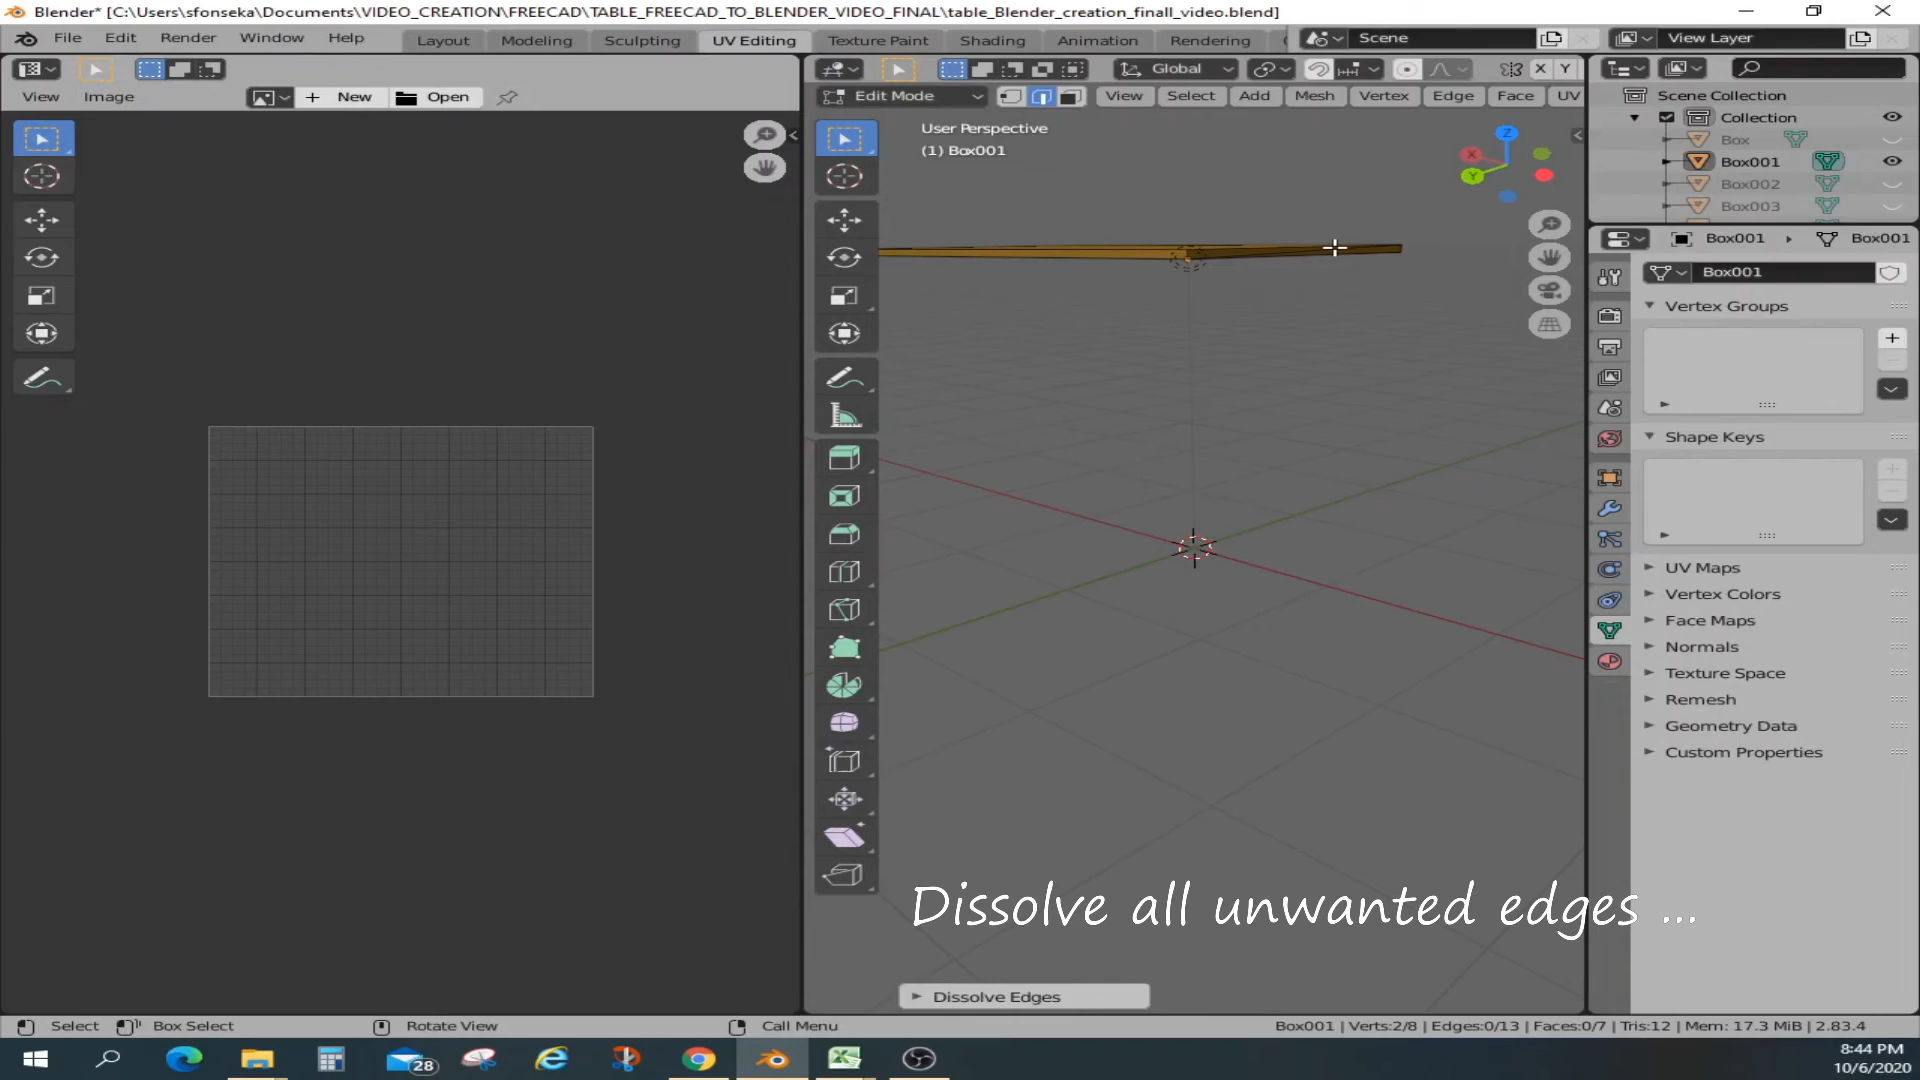 Blender* [C:\Users\sfonseka\Documents\VIDEO_CREATION\FREECAD\TABLE_FREECAD_TO_BLENDER_VIDEO_FINAL\table_Blender_creation_finall_video.blend]
File Edit Render Window Help Layout Modeling Sculpting UV Editing Texture Paint Shading Animation Rendering Scene View Layer
Global X Y
View Image New Open Edit Mode View Select Add Mesh Vertex Edge Face UV
Scene Collection
Collection
Box
Box001
Box002
Box003
User Perspective
(1) Box001
Z
X
Y
Box001 Box001
Box001
Vertex Groups
Shape Keys
UV Maps
Vertex Colors
Face Maps
Normals
Texture Space
Remesh
Geometry Data
Custom Properties
Dissolve all unwanted edges ...
Dissolve Edges
Select Box Select Rotate View Call Menu Box001 | Verts:2/8 | Edges:0/13 | Faces:0/7 | Tris:12 | Mem: 17.3 MiB | 2.83.4
28
8:44 PM
10/6/2020